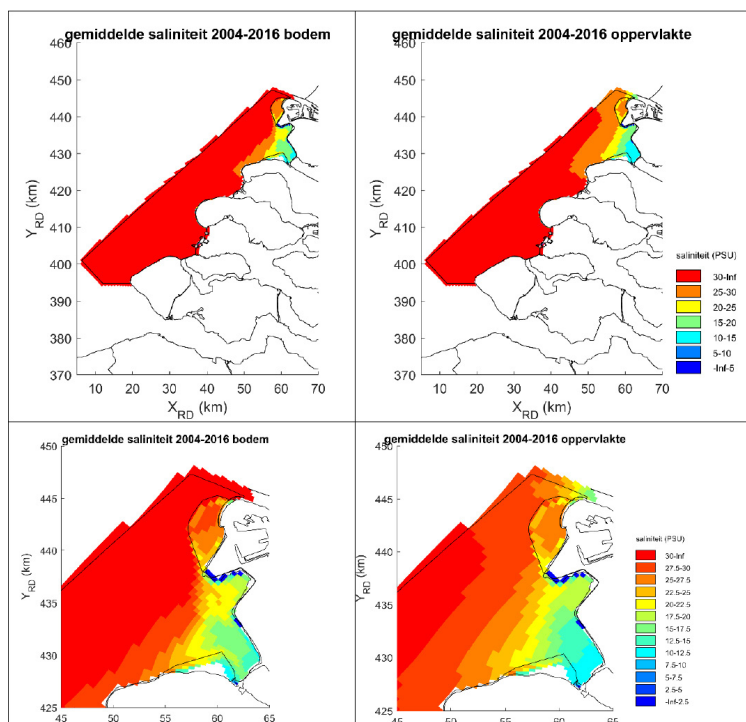 gemiddelde saliniteit 2004-2016 bodem
450
440
430
420
410
400
390
380
370
Y_RD (km)
10 20 30 40 50 60 70
X_RD (km)
gemiddelde saliniteit 2004-2016 oppervlakte
450
440
430
420
410
400
390
380
370
Y_RD (km)
10 20 30 40 50 60 70
X_RD (km)
saliniteit (PSU)
30-Inf
25-30
20-25
15-20
10-15
5-10
-Inf-5
gemiddelde saliniteit 2004-2016 bodem
450
445
440
435
430
425
Y_RD (km)
45 50 55 60 65
gemiddelde saliniteit 2004-2016 oppervlakte
450
445
440
435
430
425
Y_RD (km)
45 50 55 60 65
saliniteit (PSU)
30-Inf
27.5-30
25-27.5
22.5-25
20-22.5
17.5-20
15-17.5
12.5-15
10-12.5
7.5-10
5-7.5
2.5-5
-Inf-2.5